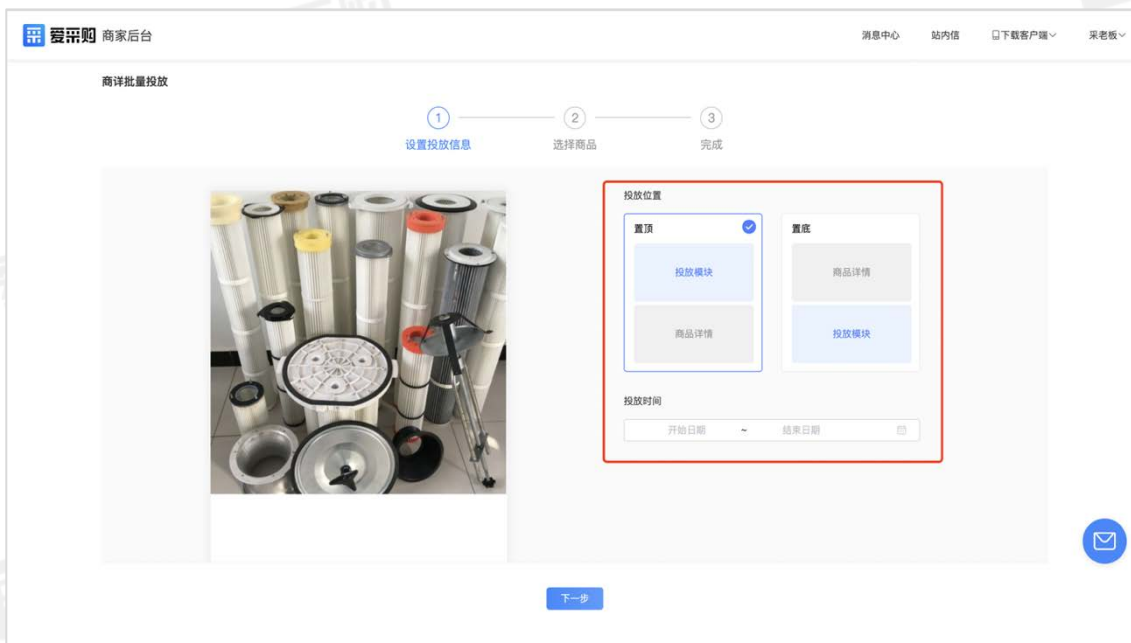 采 爱采购 商家后台
消息中心 站内信 下载客户端 采老板
商详批量投放
1 2 3
设置投放信息 选择商品 完成
投放位置
置顶 置底
投放模块 商品详情
商品详情 投放模块
投放时间
开始日期 ~ 结束日期
下一步